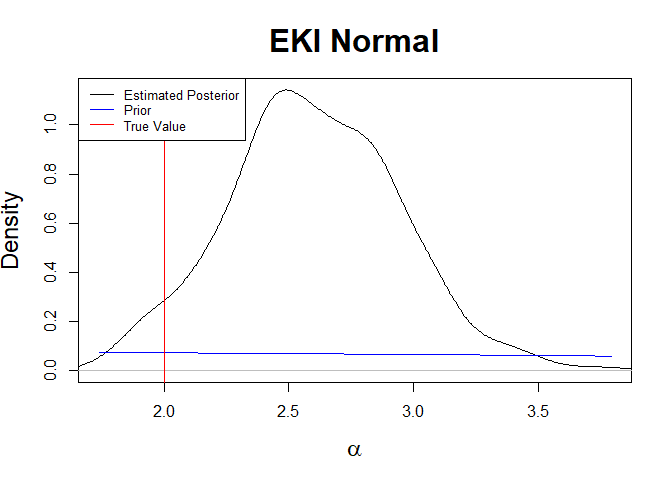 EKI Normal
Estimated Posterior
Prior
True Value
Density
0.0 0.2 0.4 0.6 0.8 1.0
2.0 2.5 3.0 3.5
α